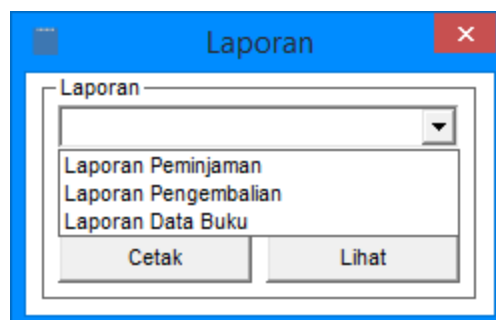 Laporan
Laporan
Laporan Peminjaman
Laporan Pengembalian
Laporan Data Buku
Cetak
Lihat